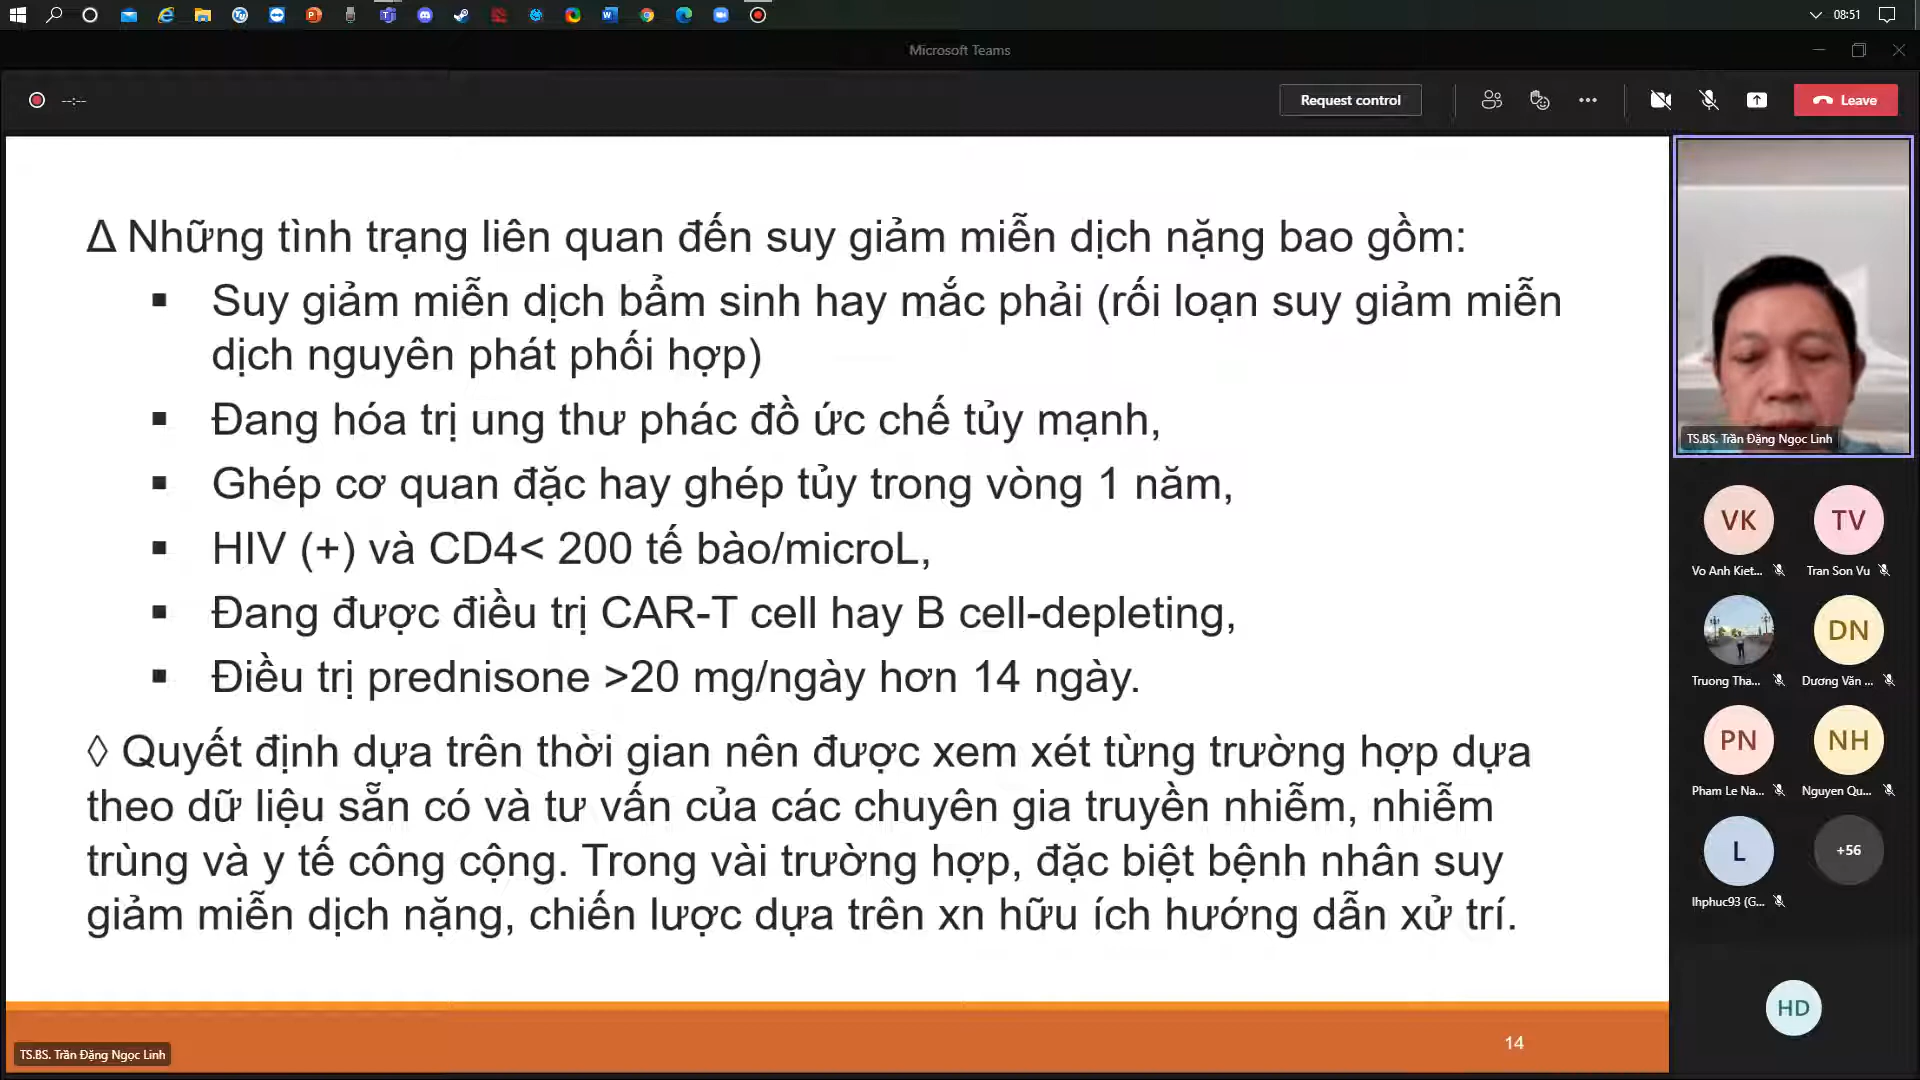 08:51
Microsoft Teams
--:--
Request control
Leave
Δ Những tình trạng liên quan đến suy giảm miễn dịch nặng bao gồm:
▪ Suy giảm miễn dịch bẩm sinh hay mắc phải (rối loạn suy giảm miễn
dịch nguyên phát phối hợp)
▪ Đang hóa trị ung thư phác đồ ức chế tủy mạnh,
▪ Ghép cơ quan đặc hay ghép tủy trong vòng 1 năm,
▪ HIV (+) và CD4< 200 tế bào/microL,
▪ Đang được điều trị CAR-T cell hay B cell-depleting,
▪ Điều trị prednisone >20 mg/ngày hơn 14 ngày.
◊ Quyết định dựa trên thời gian nên được xem xét từng trường hợp dựa
theo dữ liệu sẵn có và tư vấn của các chuyên gia truyền nhiễm, nhiễm
trùng và y tế công cộng. Trong vài trường hợp, đặc biệt bệnh nhân suy
giảm miễn dịch nặng, chiến lược dựa trên xn hữu ích hướng dẫn xử trí.
14
TS.BS. Trần Đặng Ngọc Linh
TS.BS. Trần Đặng Ngọc Linh
VK
TV
Vo Anh Kiet...
Tran Son Vu
DN
Truong Tha...
Dương Văn ...
PN
NH
Pham Le Na...
Nguyen Qu...
L
+56
lhphuc93 (G...
HD